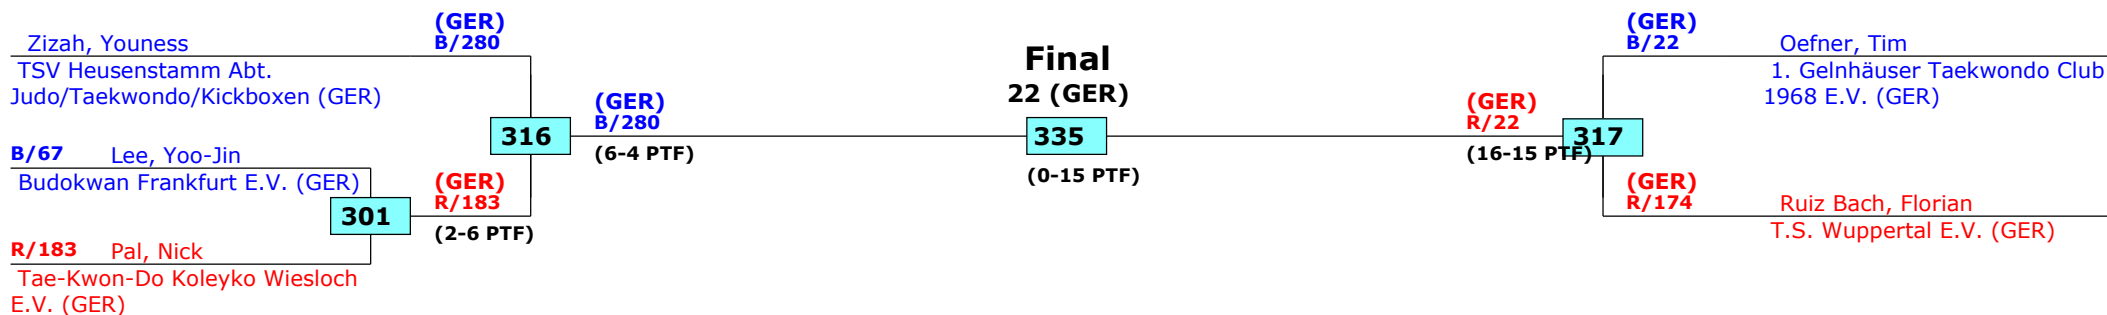 (GER)
B/280
Zizah, Youness
TSV Heusenstamm Abt.
Judo/Taekwondo/Kickboxen (GER)
B/67 Lee, Yoo-Jin
Budokwan Frankfurt E.V. (GER)
301
R/183 Pal, Nick
Tae-Kwon-Do Koleyko Wiesloch
E.V. (GER)
(GER)
R/183
(2-6 PTF)
316
(GER)
B/280
(6-4 PTF)
Final
22 (GER)
335
(0-15 PTF)
(GER)
R/22
(16-15 PTF)
317
(GER)
B/22 Oefner, Tim
1. Gelnhäuser Taekwondo Club
1968 E.V. (GER)
(GER)
R/174 Ruiz Bach, Florian
T.S. Wuppertal E.V. (GER)